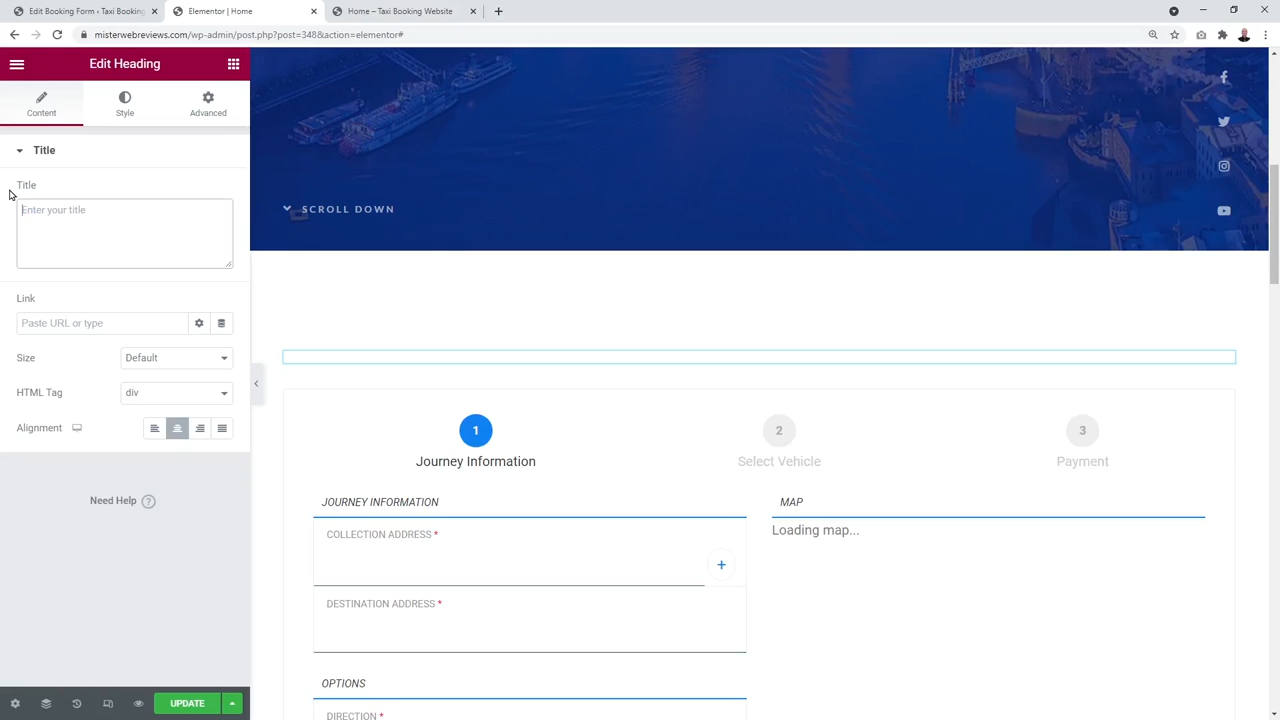 Edit Booking Form ‹ Taxi Booking
Elementor | Home
Home – Taxi Booking Website
misterwebreviews.com/wp-admin/post.php?post=348&action=elementor#
Edit Heading
Content
Style
Advanced
Title
Title
Enter your title
Link
Paste URL or type
Size
Default
HTML Tag
div
Alignment
Need Help ?
UPDATE
SCROLL DOWN
1
2
3
Journey Information
Select Vehicle
Payment
JOURNEY INFORMATION
MAP
COLLECTION ADDRESS *
Loading map...
+
DESTINATION ADDRESS *
OPTIONS
DIRECTION *